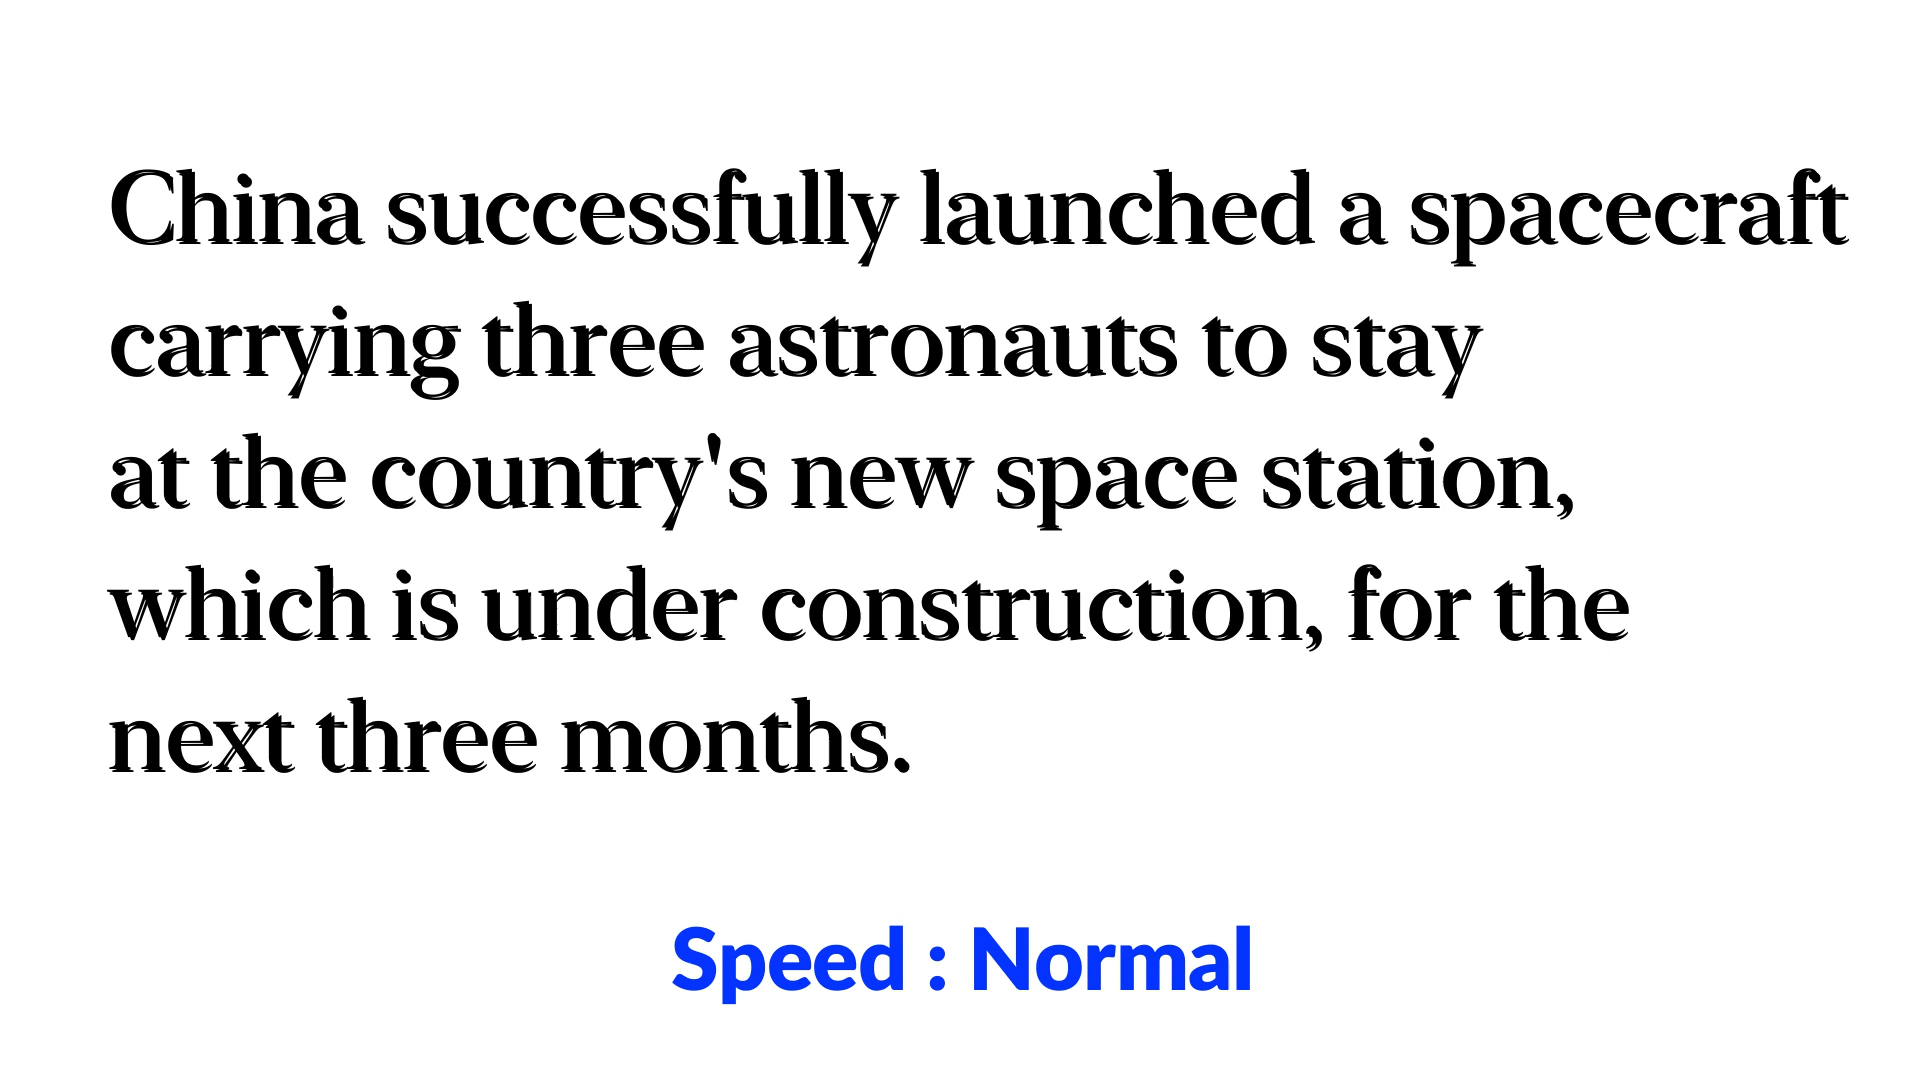 China successfully launched a spacecraft
carrying three astronauts to stay
at the country's new space station,
which is under construction, for the
next three months.
Speed : Normal